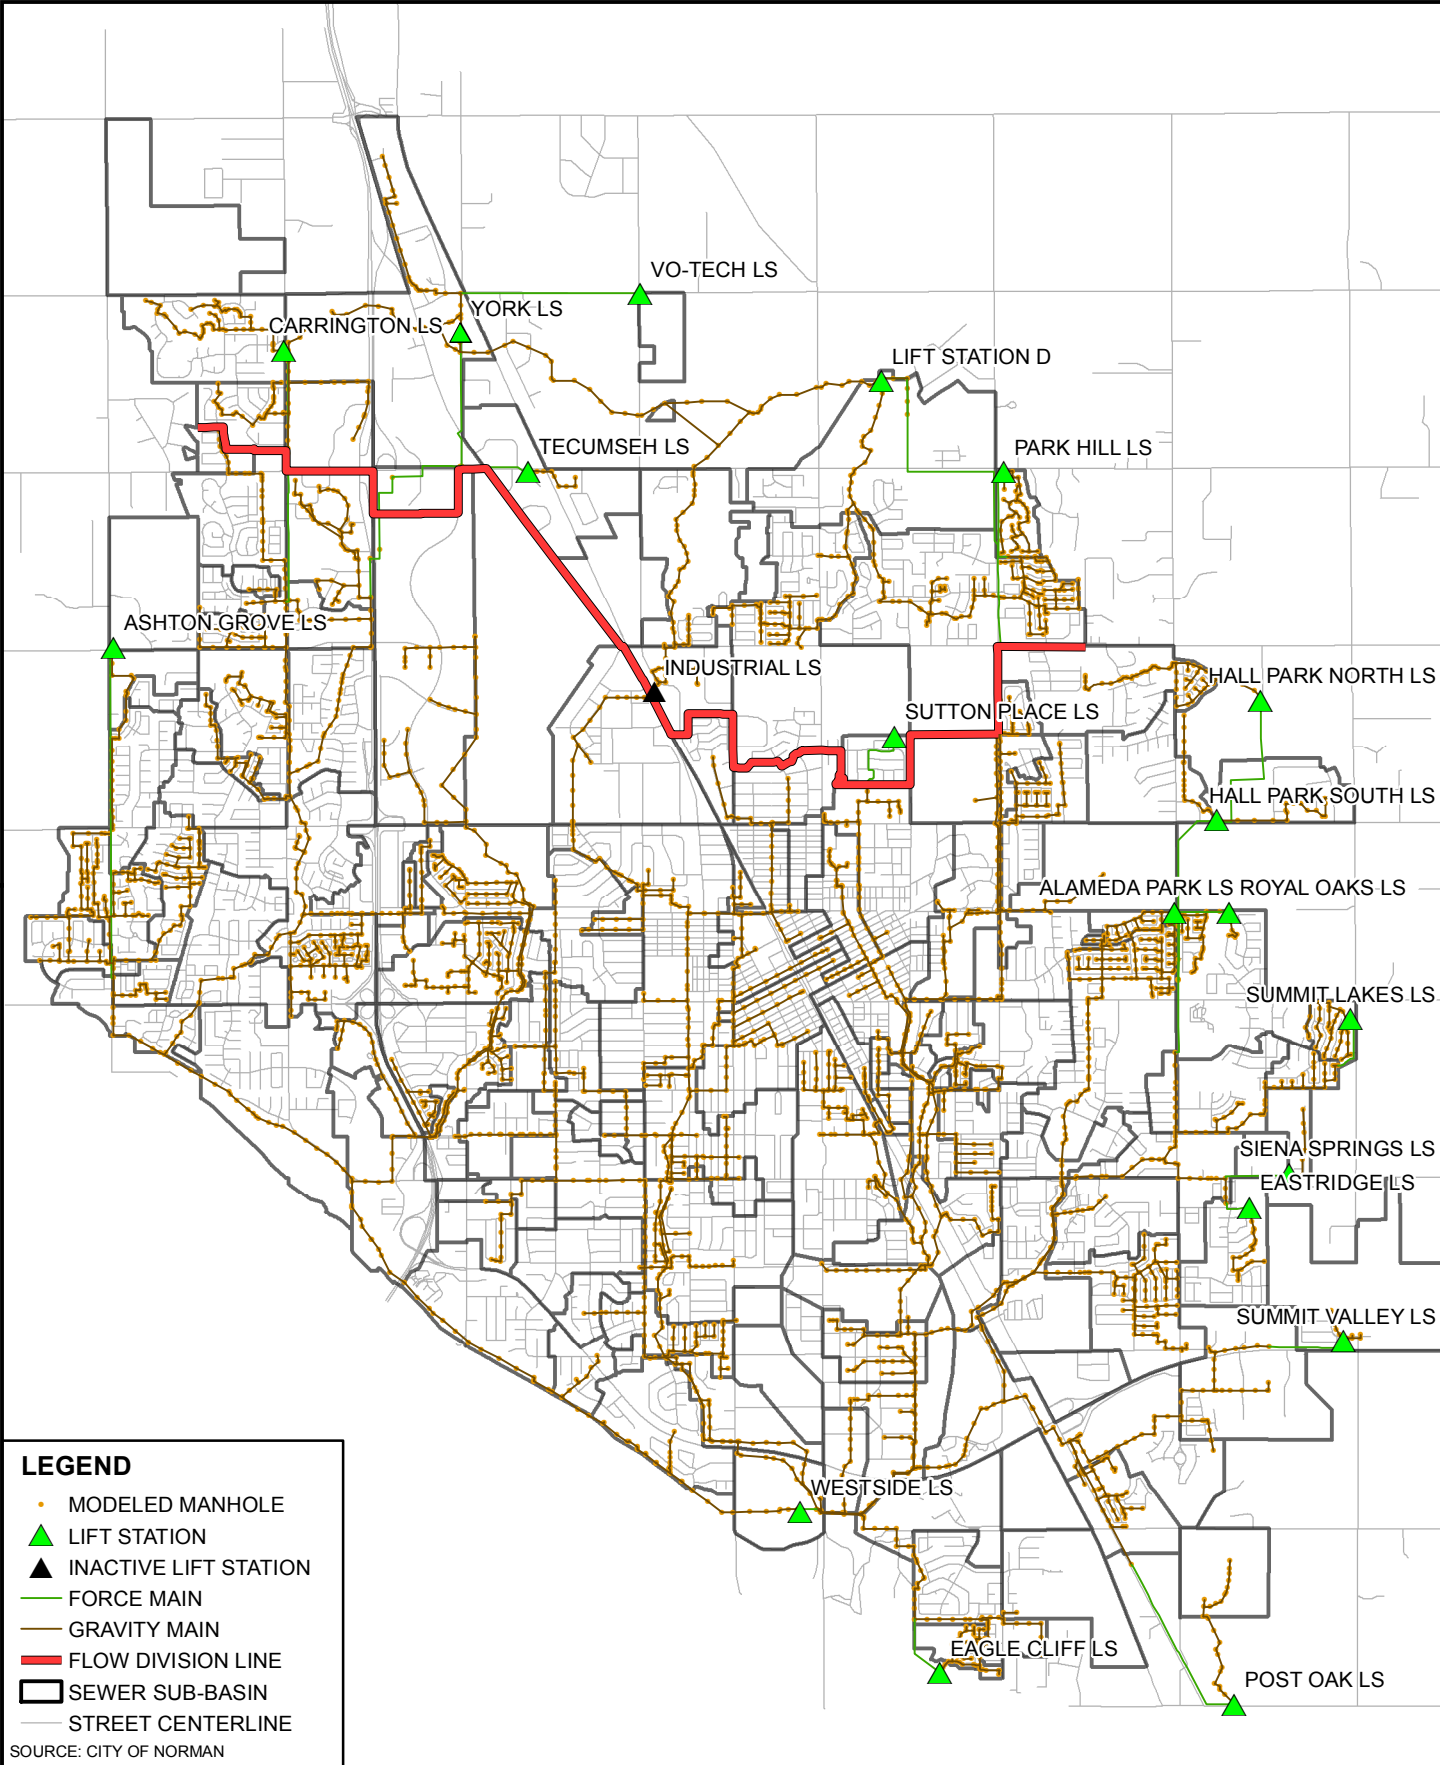 VO-TECH LS
YORK LS
CARRINGTON LS
LIFT STATION D
TECUMSEH LS
PARK HILL LS
ASHTON GROVE LS
INDUSTRIAL LS
HALL PARK NORTH LS
SUTTON PLACE LS
HALL PARK SOUTH LS
ALAMEDA PARK LS ROYAL OAKS LS
SUMMIT LAKES LS
SIENA SPRINGS LS
EASTRIDGE LS
SUMMIT VALLEY LS
WESTSIDE LS
EAGLE CLIFF LS
POST OAK LS
LEGEND
MODELED MANHOLE
LIFT STATION
INACTIVE LIFT STATION
FORCE MAIN
GRAVITY MAIN
FLOW DIVISION LINE
SEWER SUB-BASIN
STREET CENTERLINE
SOURCE: CITY OF NORMAN